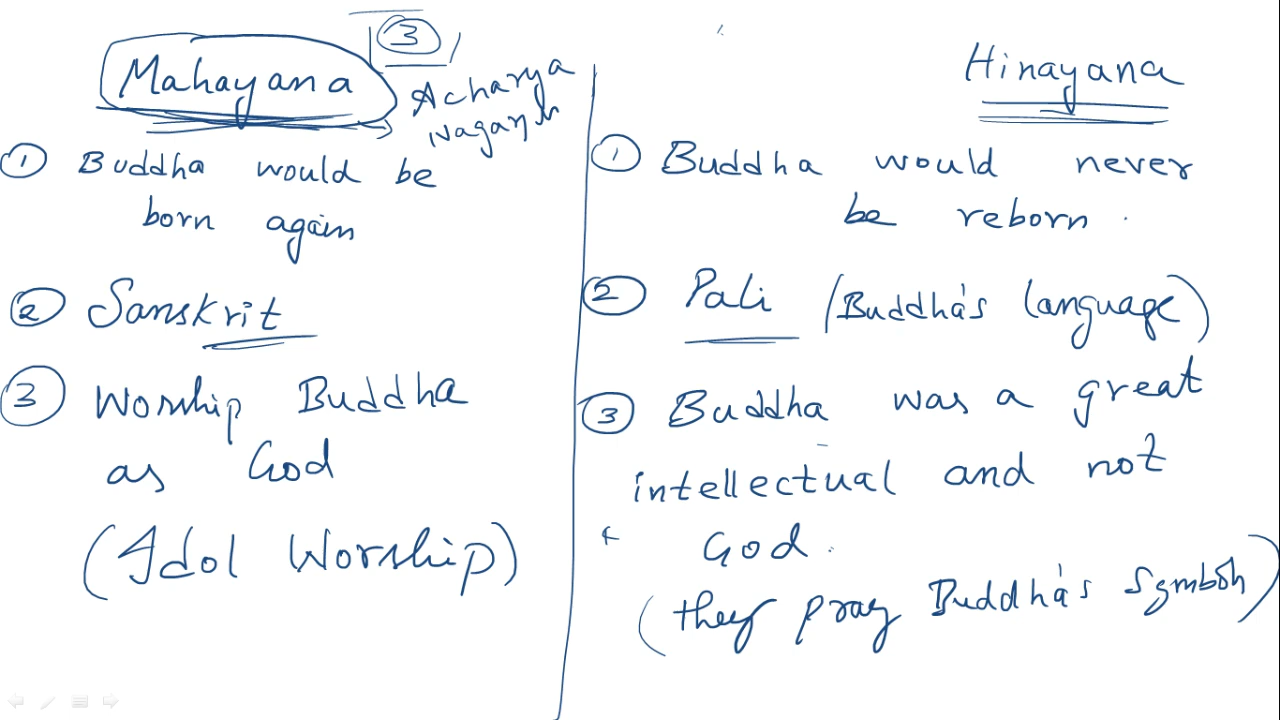 Mahayana
3
Acharya
① Buddha would be
born again
② Sanskrit
③ Worship Buddha
as God
(Idol Worship)
Hinayana
① Buddha would never
be reborn
② Pali (Buddha's language)
③ Buddha was a great
intellectual and not
God.
(they pray Buddha's Symbols)